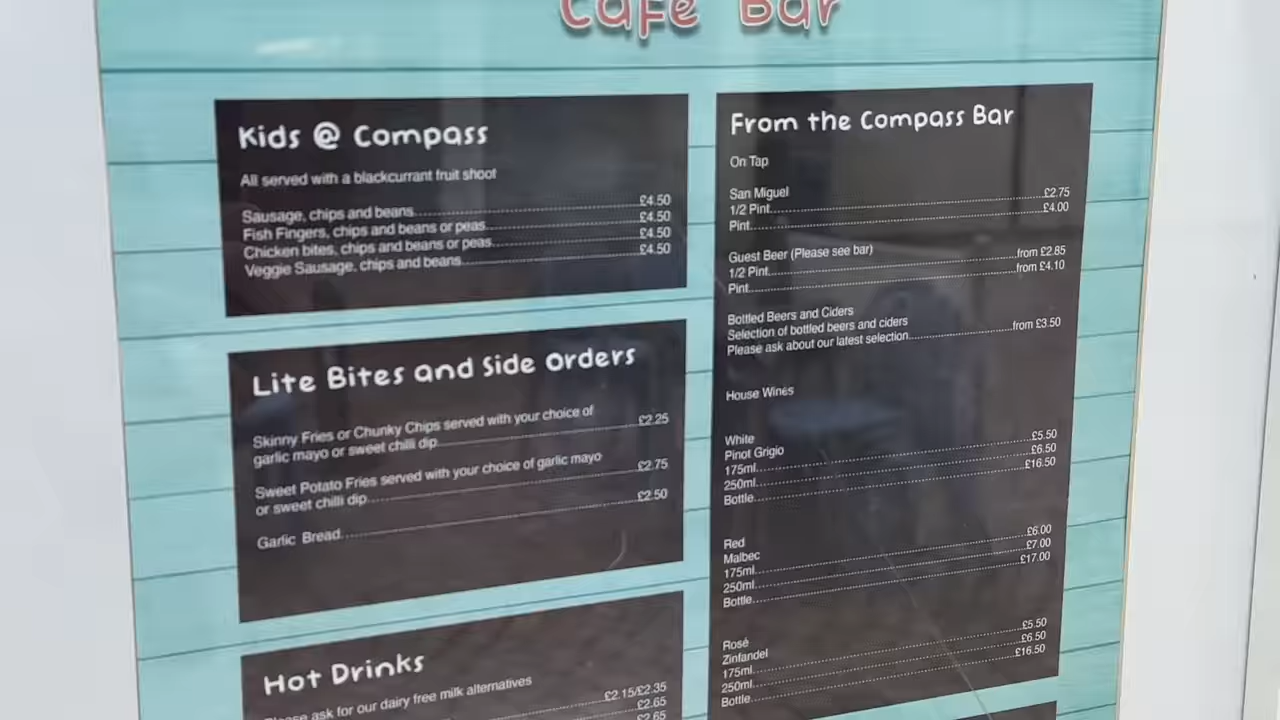 Cafe Bar
Kids @ Compass
All served with a blackcurrant fruit shoot
Sausage, chips and beans........£4.50
Fish Fingers, chips and beans or peas........£4.50
Chicken bites, chips and beans or peas........£4.50
Veggie Sausage, chips and beans........£4.50
Lite Bites and Side Orders
Skinny Fries or Chunky Chips served with your choice of
garlic mayo or sweet chilli dip........£2.25
Sweet Potato Fries served with your choice of garlic mayo
or sweet chilli dip........£2.75
Garlic Bread........£2.50
Hot Drinks
Please ask for our dairy free milk alternatives
£2.15/£2.35
£2.65
£2.65
From the Compass Bar
On Tap
San Miguel
1/2 Pint........£2.75
Pint........£4.00
Guest Beer (Please see bar)
1/2 Pint........from £2.85
Pint........from £4.10
Bottled Beers and Ciders
Selection of bottled beers and ciders
Please ask about our latest selection........from £3.50
House Wines
White
Pinot Grigio
175ml........£5.50
250ml........£6.50
Bottle........£16.50
Red
Malbec
175ml........£6.00
250ml........£7.00
Bottle........£17.00
Rosé
Zinfandel
175ml........£5.50
250ml........£6.50
Bottle........£16.50